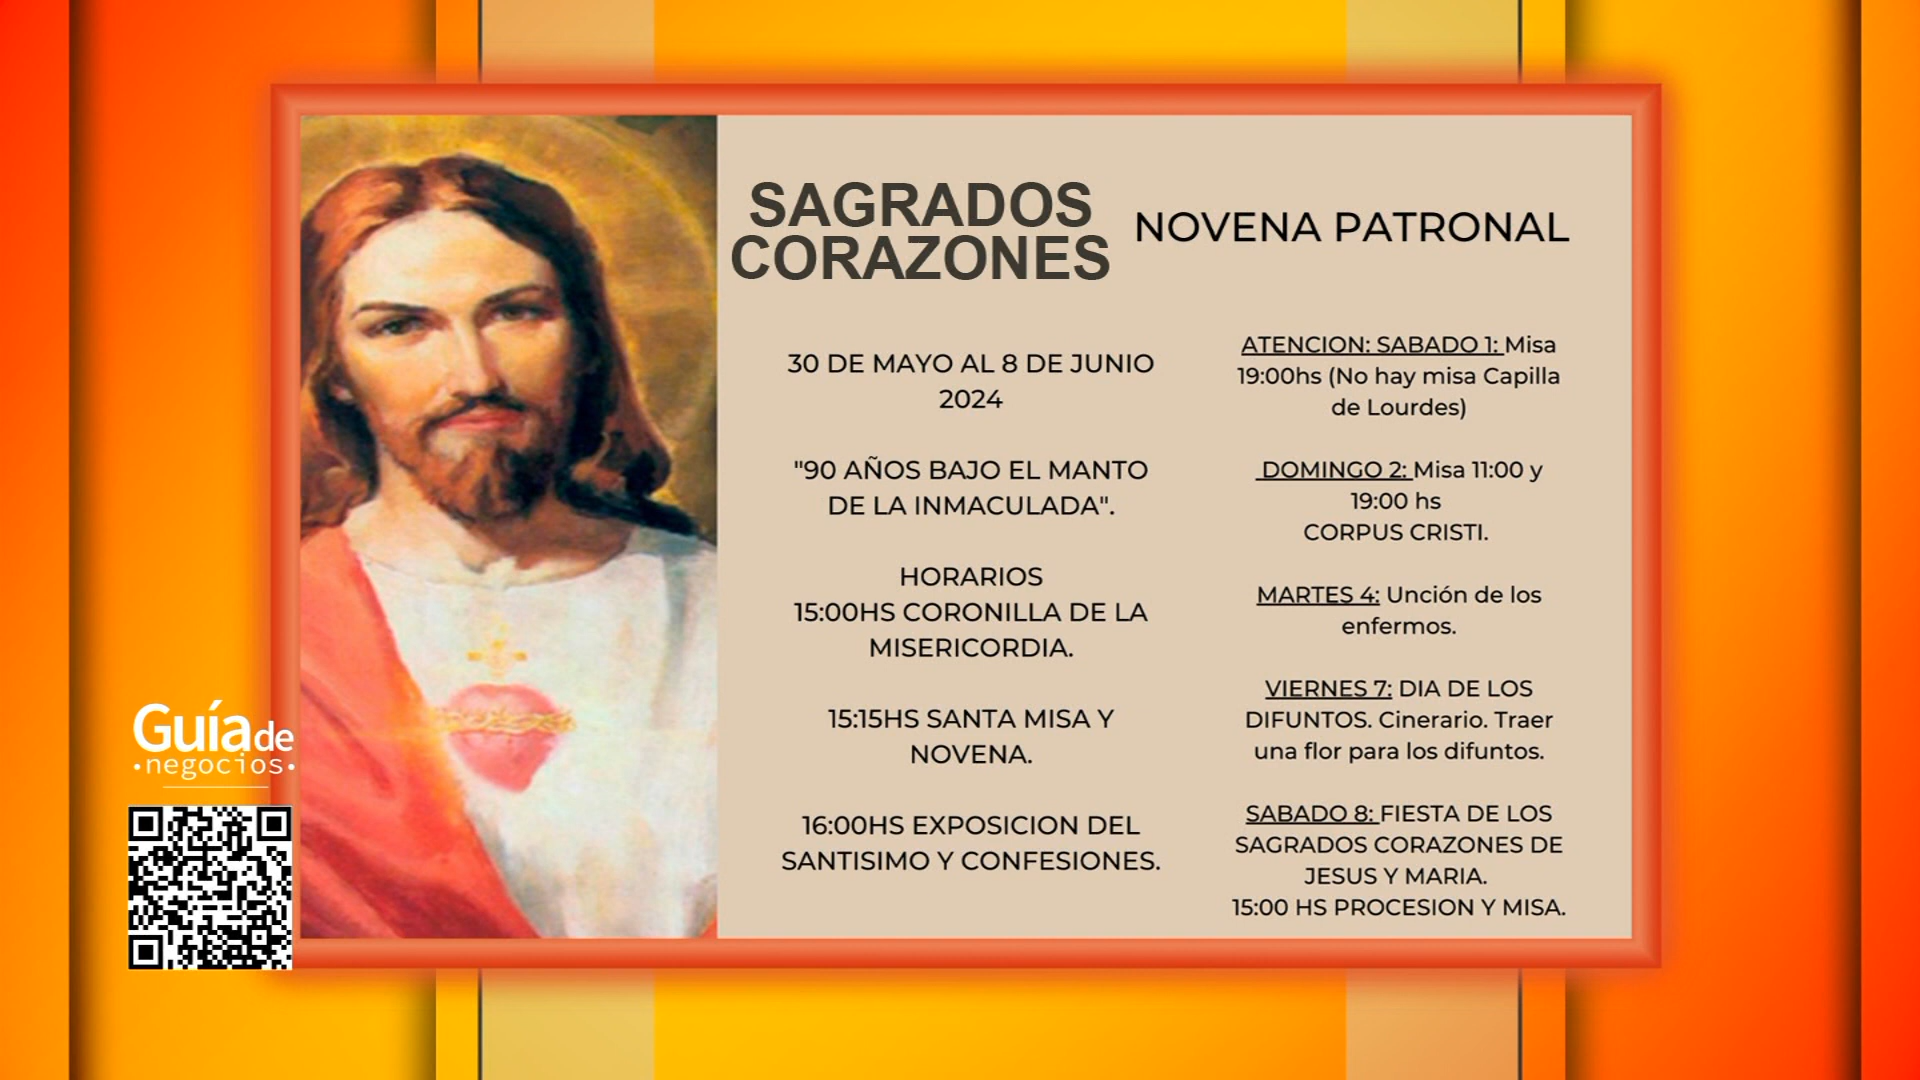 SAGRADOS
CORAZONES
30 DE MAYO AL 8 DE JUNIO
2024
"90 AÑOS BAJO EL MANTO
DE LA INMACULADA".
HORARIOS
15:00HS CORONILLA DE LA
MISERICORDIA.
15:15HS SANTA MISA Y
NOVENA.
16:00HS EXPOSICION DEL
SANTISIMO Y CONFESIONES.
NOVENA PATRONAL
ATENCION: SABADO 1: Misa
19:00hs (No hay misa Capilla
de Lourdes)
DOMINGO 2: Misa 11:00 y
19:00 hs
CORPUS CRISTI.
MARTES 4: Unción de los
enfermos.
VIERNES 7: DIA DE LOS
DIFUNTOS. Cinerario. Traer
una flor para los difuntos.
SABADO 8: FIESTA DE LOS
SAGRADOS CORAZONES DE
JESUS Y MARIA.
15:00 HS PROCESION Y MISA.
Guía de
•negocios•